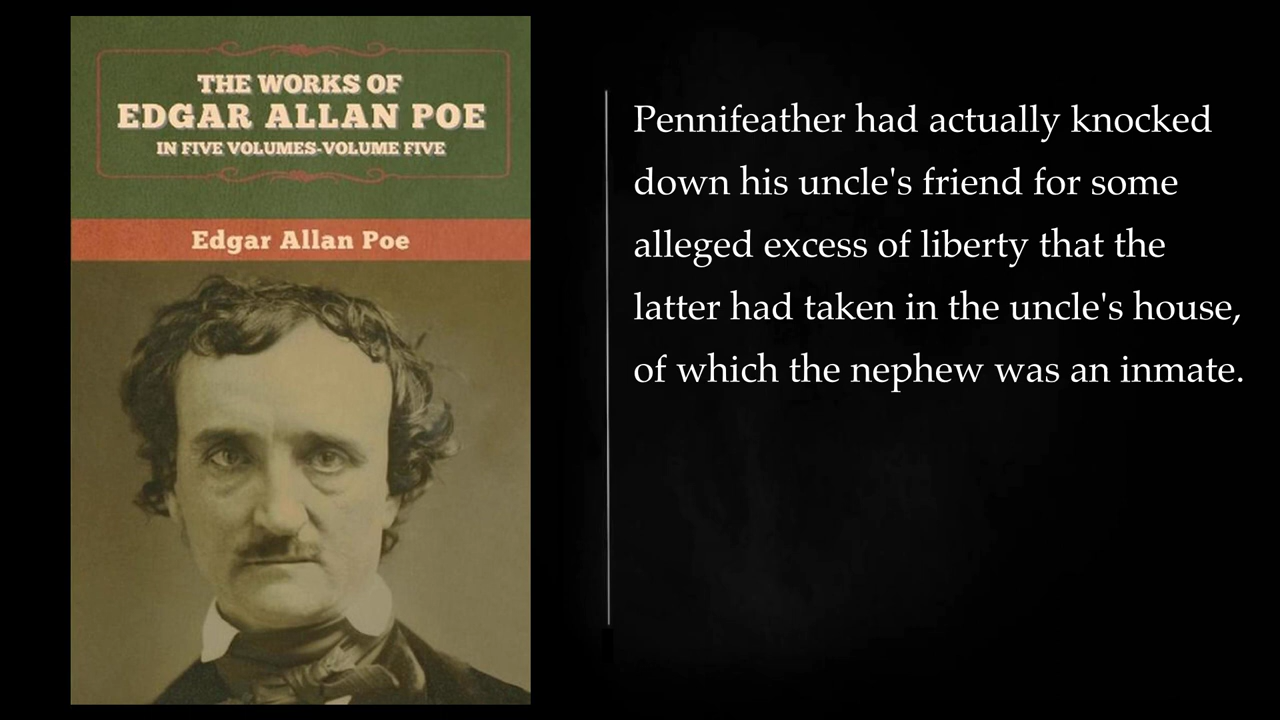 THE WORKS OF
EDGAR ALLAN POE
IN FIVE VOLUMES-VOLUME FIVE
Edgar Allan Poe
Pennifeather had actually knocked
down his uncle's friend for some
alleged excess of liberty that the
latter had taken in the uncle's house,
of which the nephew was an inmate.